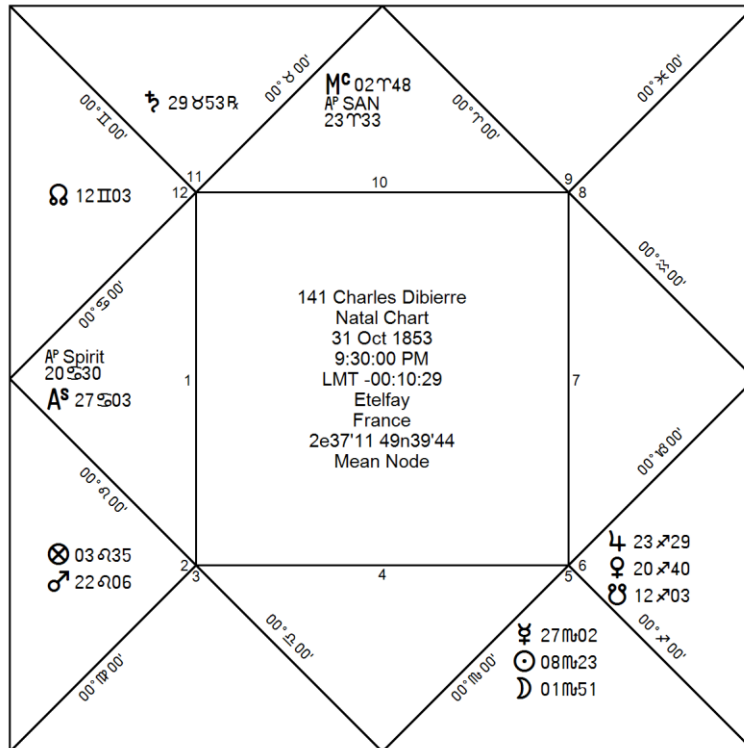 ♄ 29♉53℞
00°♉00'
Mc 02♈48
AP SAN
23♈33
00°♈00'
00°♓00'
00°♊00'
11
12
10
9
8
☊ 12♊03
00°♋00'
00°♒00'
141 Charles Dibierre
Natal Chart
31 Oct 1853
9:30:00 PM
LMT -00:10:29
Etelfay
France
2e37'11 49n39'44
Mean Node
AP Spirit
20♋30
As 27♋03
1
7
00°♌00'
00°♑00'
⊗ 03♌35
♂ 22♌06
2
3
4
5
6
♃ 23♐29
♀ 20♐40
☋ 12♐03
00°♍00'
00°♎00'
00°♏00'
00°♐00'
☿ 27♏02
☉ 08♏23
☽ 01♏51